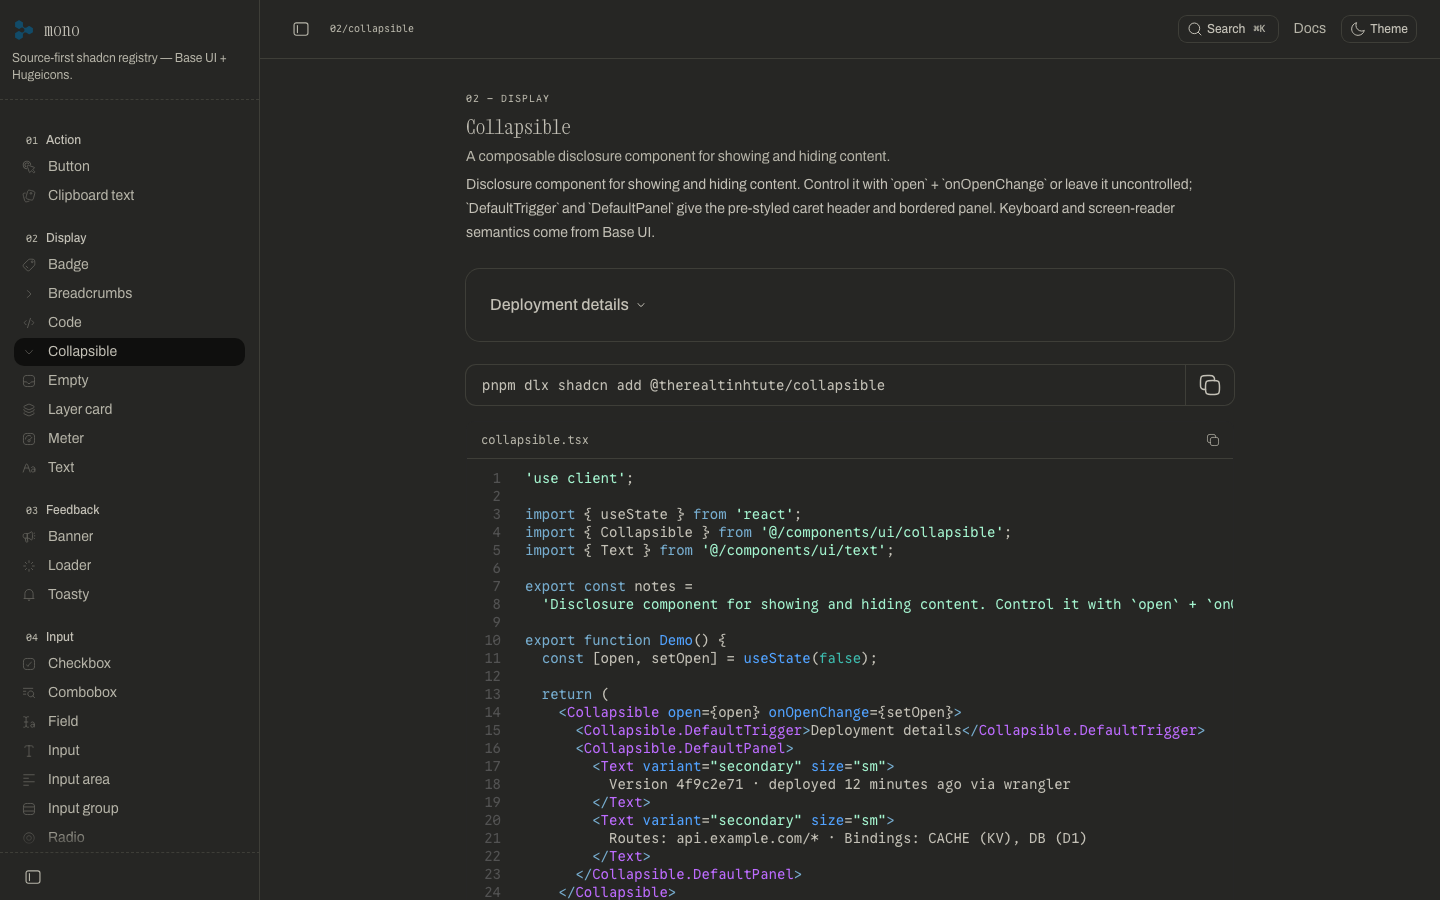 mono
Source-first shadcn registry — Base UI +
Hugeicons.
01 Action
Button
Clipboard text
02 Display
Badge
Breadcrumbs
Code
Collapsible
Empty
Layer card
Meter
Text
03 Feedback
Banner
Loader
Toasty
04 Input
Checkbox
Combobox
Field
Input
Input area
Input group
Radio
02/collapsible
Search ⌘K
Docs
Theme
02 — DISPLAY
Collapsible
A composable disclosure component for showing and hiding content.
Disclosure component for showing and hiding content. Control it with `open` + `onOpenChange` or leave it uncontrolled;
`DefaultTrigger` and `DefaultPanel` give the pre-styled caret header and bordered panel. Keyboard and screen-reader
semantics come from Base UI.
Deployment details
pnpm dlx shadcn add @therealtinhtute/collapsible
collapsible.tsx
1 'use client';
2
3 import { useState } from 'react';
4 import { Collapsible } from '@/components/ui/collapsible';
5 import { Text } from '@/components/ui/text';
6
7 export const notes =
8 'Disclosure component for showing and hiding content. Control it with `open` + `on
9
10 export function Demo() {
11 const [open, setOpen] = useState(false);
12
13 return (
14 <Collapsible open={open} onOpenChange={setOpen}>
15 <Collapsible.DefaultTrigger>Deployment details</Collapsible.DefaultTrigger>
16 <Collapsible.DefaultPanel>
17 <Text variant="secondary" size="sm">
18 Version 4f9c2e71 · deployed 12 minutes ago via wrangler
19 </Text>
20 <Text variant="secondary" size="sm">
21 Routes: api.example.com/* · Bindings: CACHE (KV), DB (D1)
22 </Text>
23 </Collapsible.DefaultPanel>
24 </Collapsible>